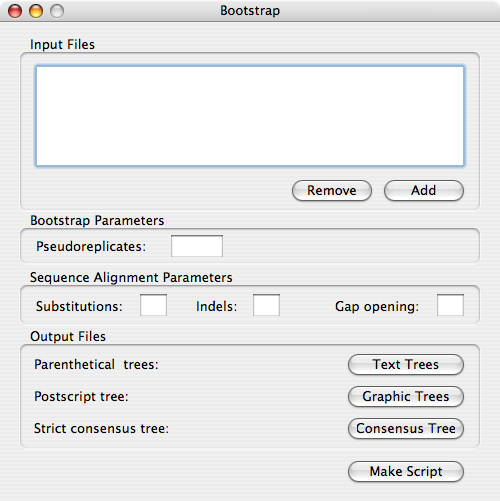 Bootstrap
Input Files
Remove Add
Bootstrap Parameters
Pseudoreplicates:
Sequence Alignment Parameters
Substitutions: Indels: Gap opening:
Output Files
Parenthetical trees: Text Trees
Postscript tree: Graphic Trees
Strict consensus tree: Consensus Tree
Make Script